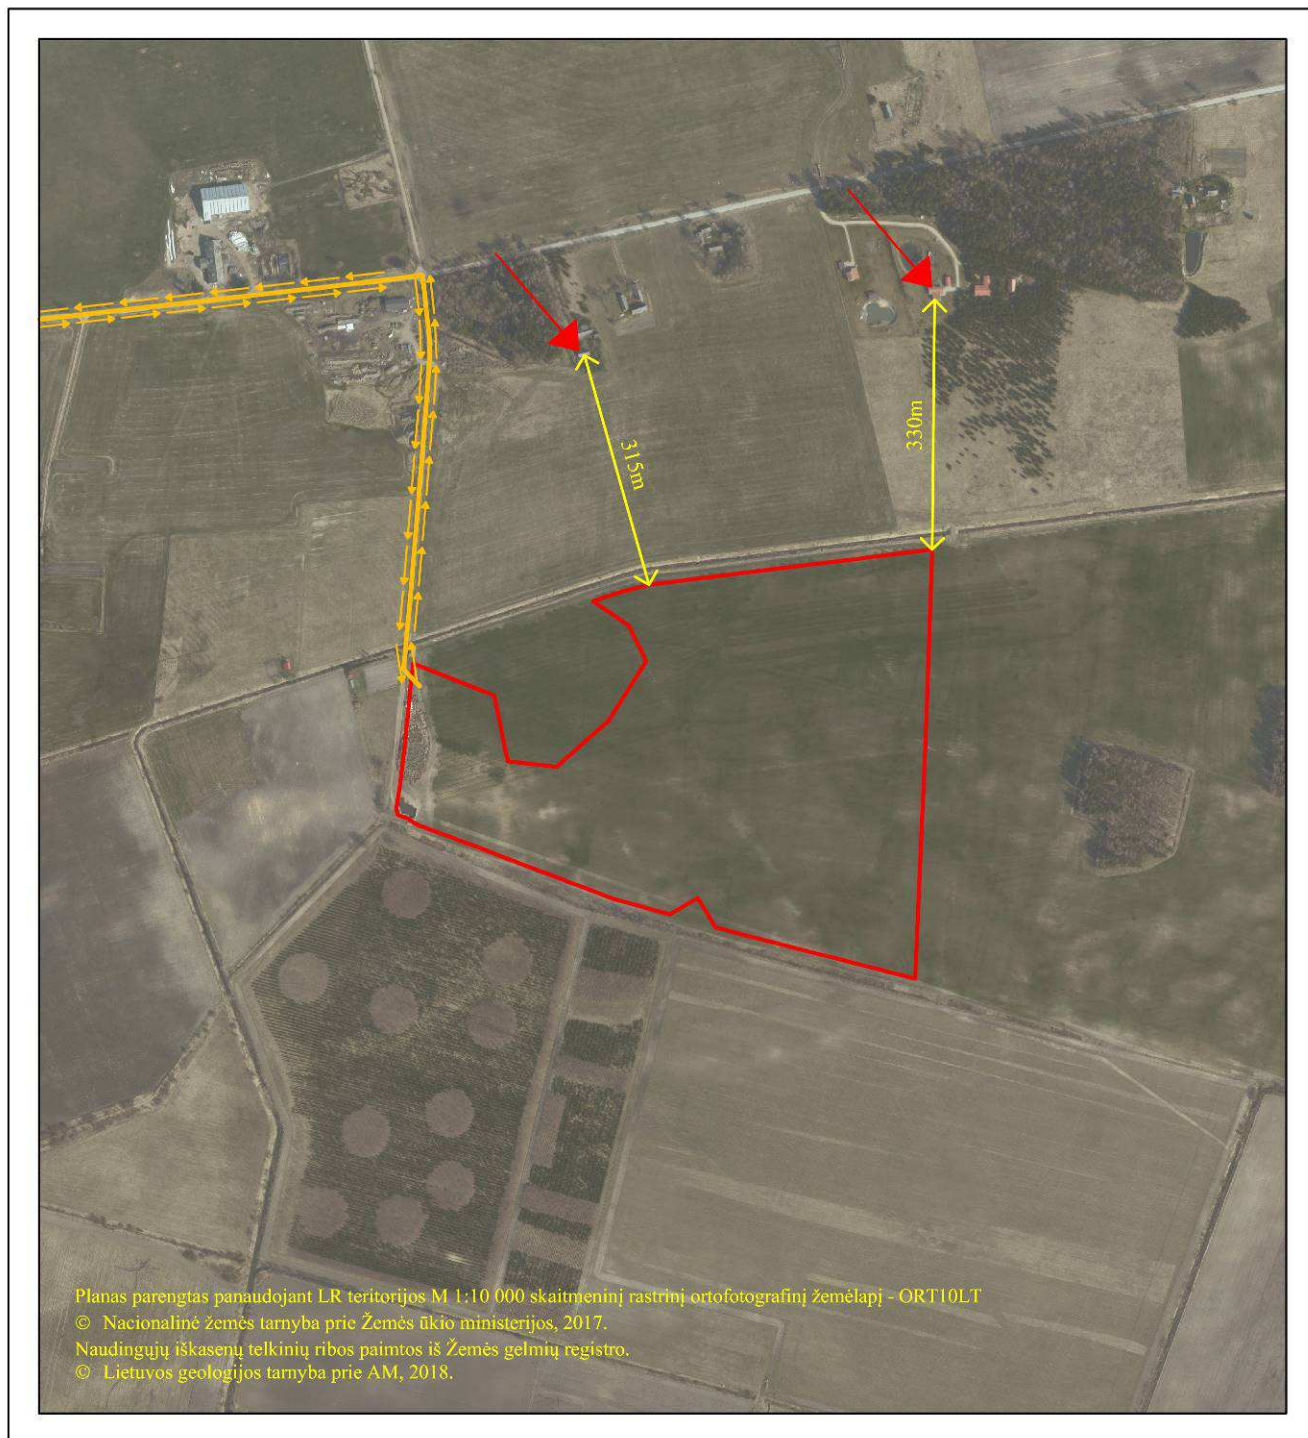 315m
330m
Planas parengtas panaudojant LR teritorijos M 1:10 000 skaitmeninį rastrinį ortofotografinį žemėlapį - ORT10LT
© Nacionalinė žemės tarnyba prie Žemės ūkio ministerijos, 2017.
Naudingųjų iškasenų telkinių ribos paimtos iš Žemės gelmių registro.
© Lietuvos geologijos tarnyba prie AM, 2018.